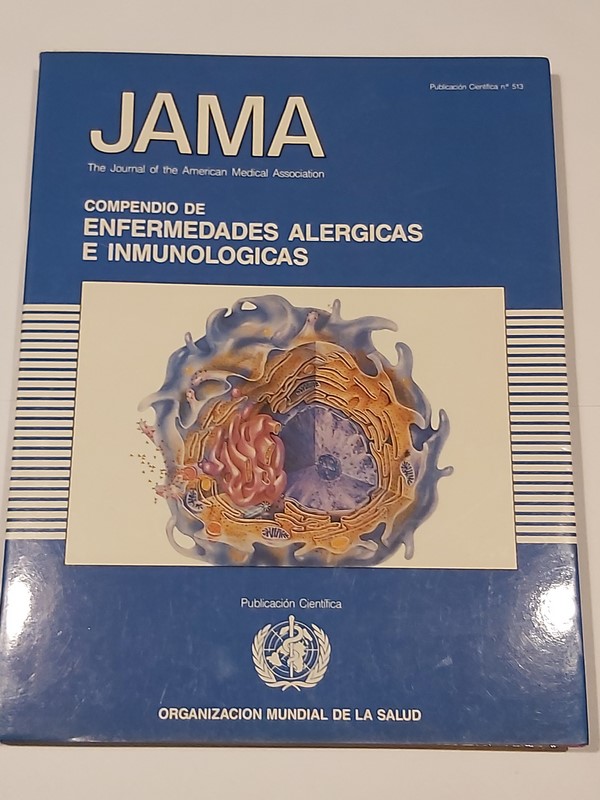 Publicación Científica n.º 513
JAMA
The Journal of the American Medical Association
COMPENDIO DE
ENFERMEDADES ALERGICAS
E INMUNOLOGICAS
Publicación Científica
ORGANIZACION MUNDIAL DE LA SALUD